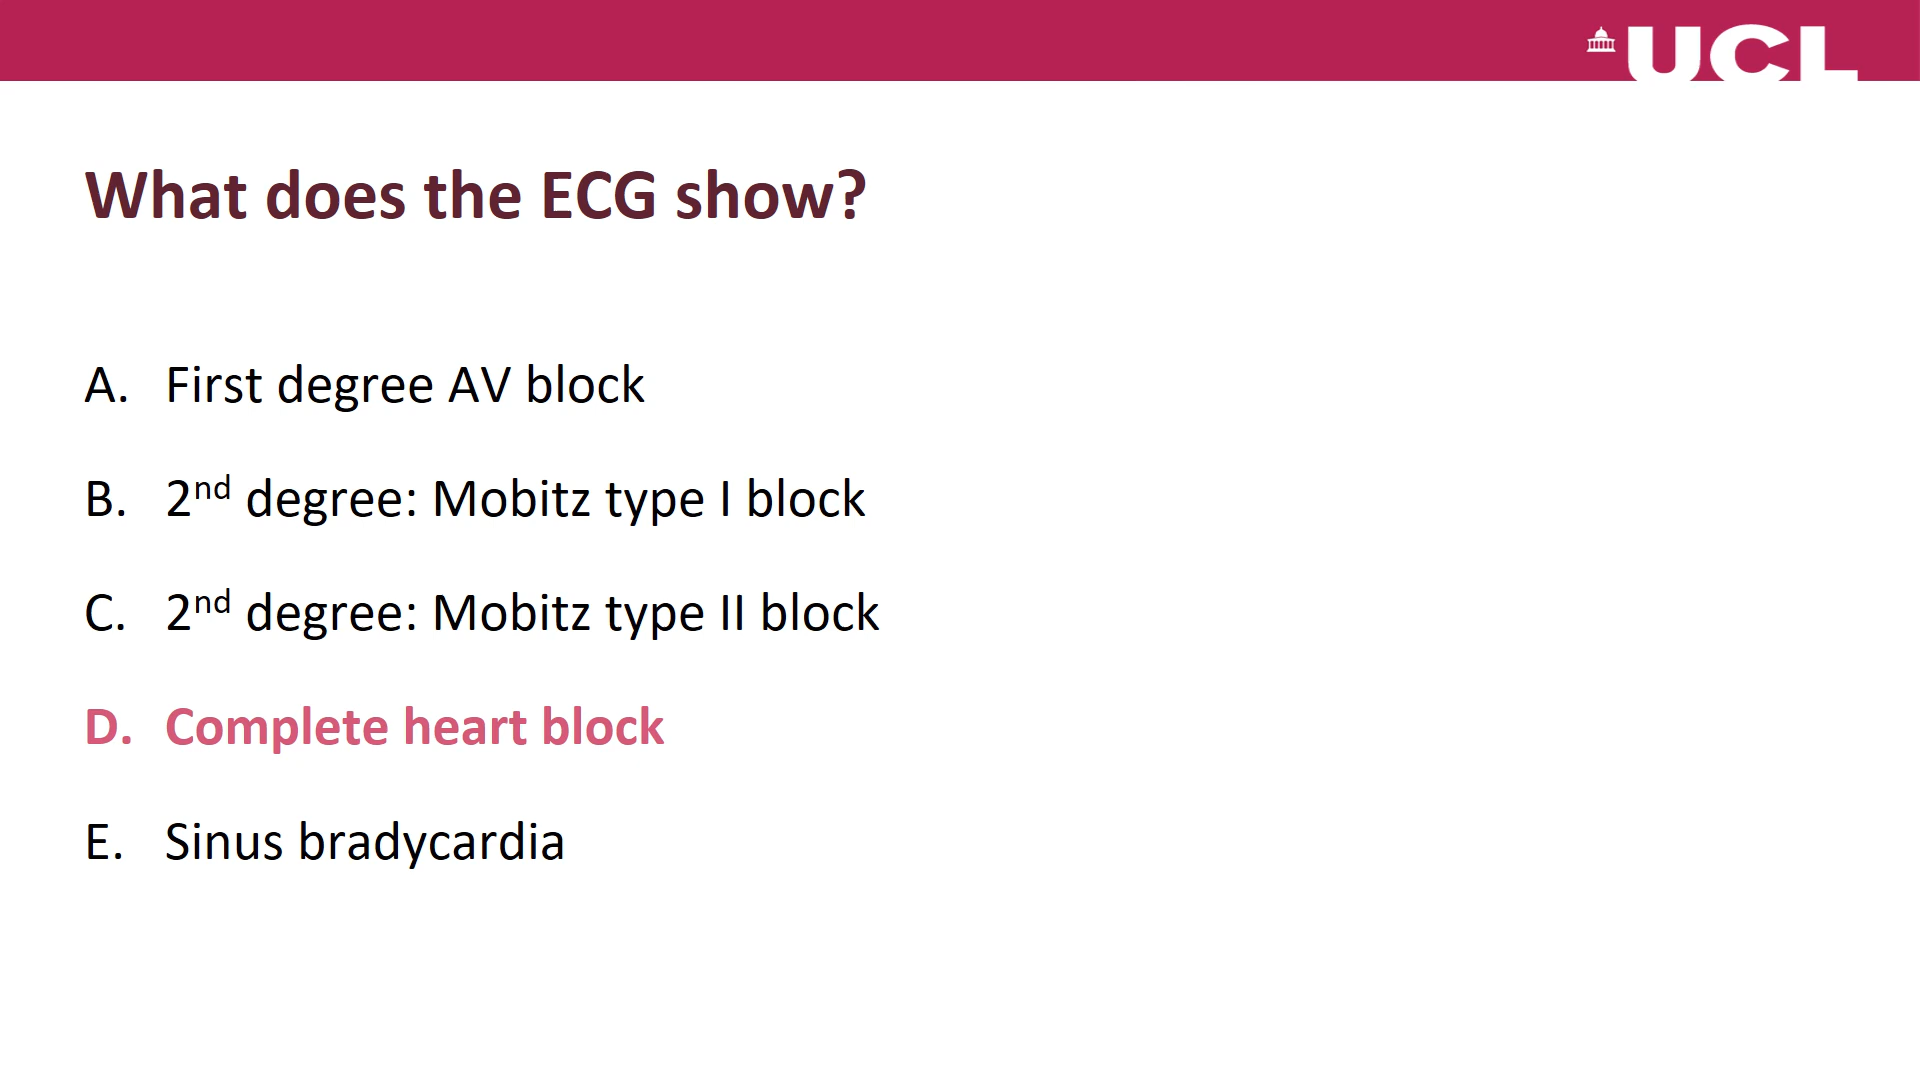 UCL
What does the ECG show?
A. First degree AV block
B. 2nd degree: Mobitz type I block
C. 2nd degree: Mobitz type II block
D. Complete heart block
E. Sinus bradycardia